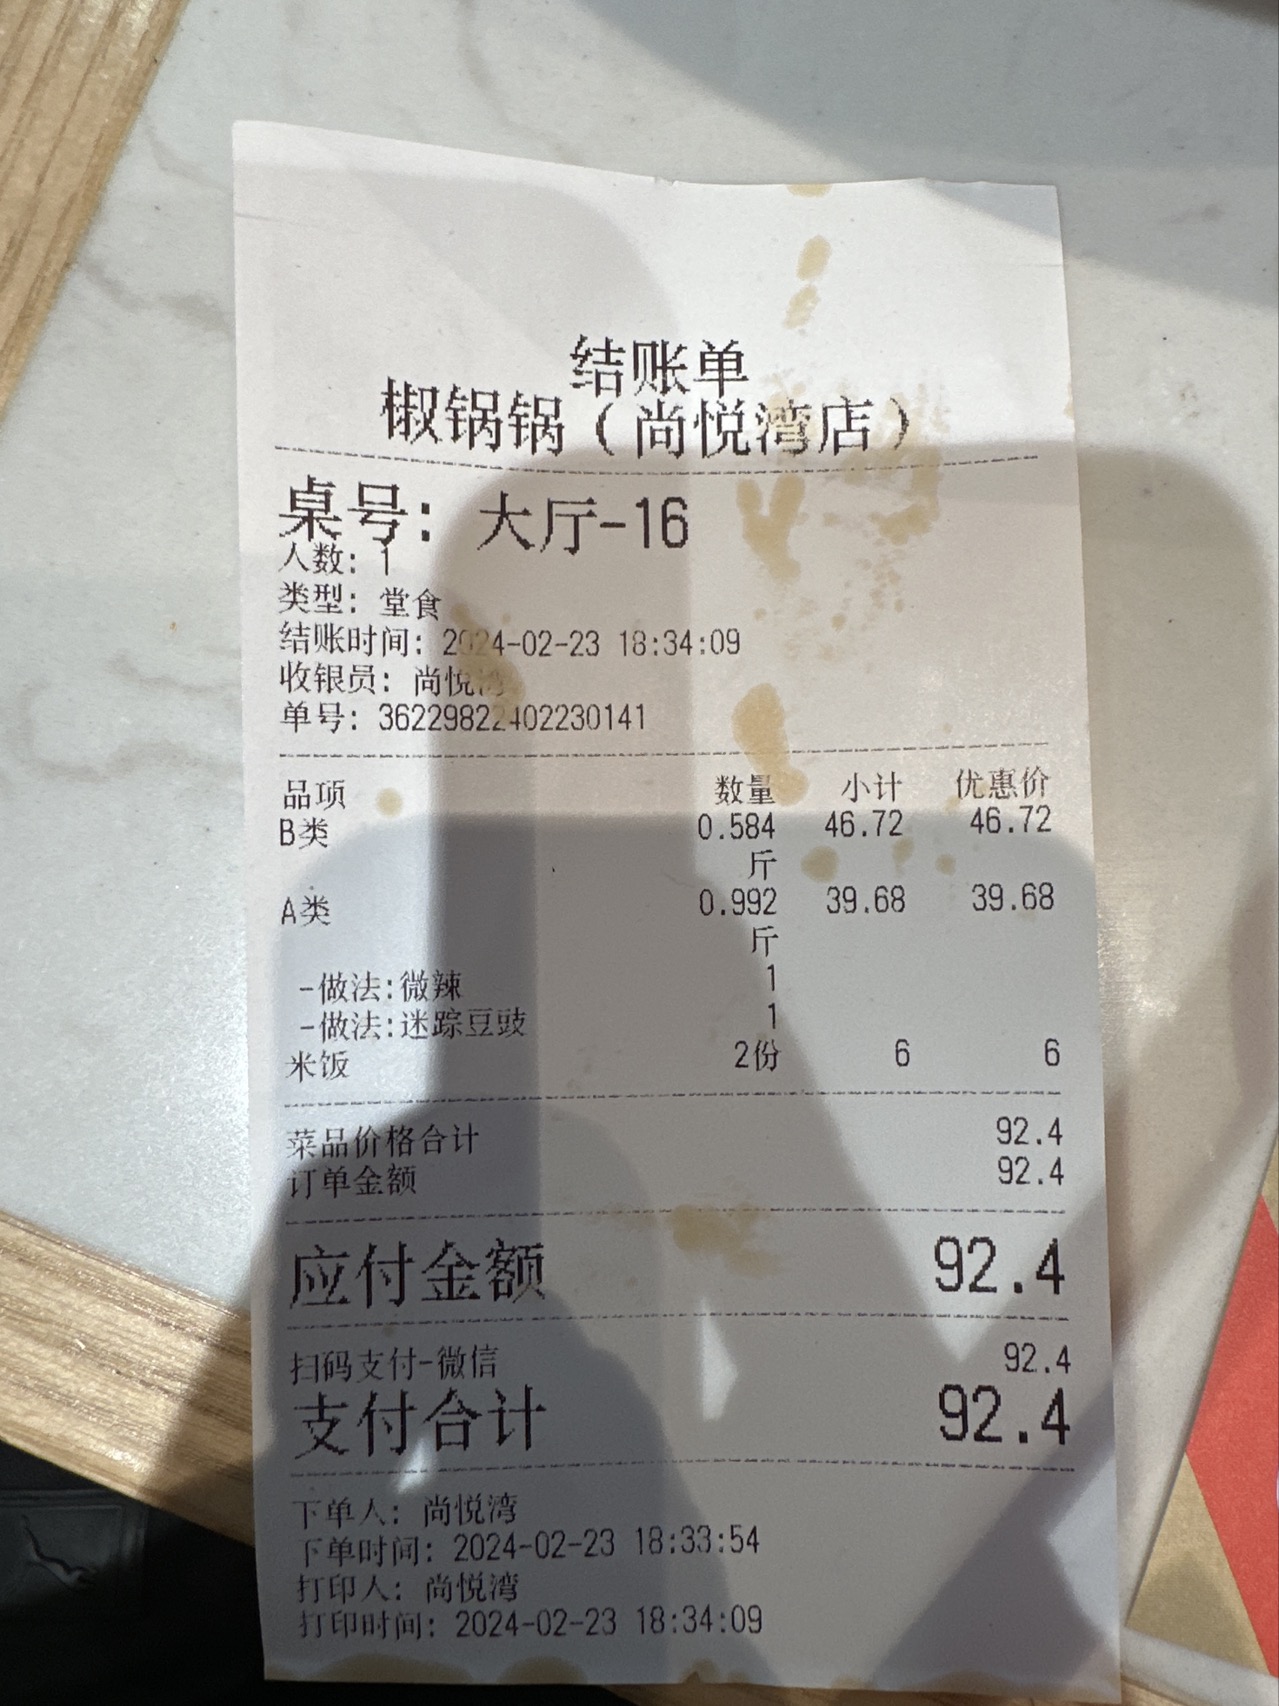 结账单
椒锅锅（尚悦湾店）
桌号：大厅-16
人数：1
类型：堂食
结账时间：2024-02-23 18:34:09
收银员：尚悦湾
单号：36229822402230141
品项 数量 小计 优惠价
B类 0.584 46.72 46.72
斤
A类 0.992 39.68 39.68
斤
-做法:微辣 1
-做法:迷踪豆豉 1
米饭 2份 6 6
菜品价格合计 92.4
订单金额 92.4
应付金额 92.4
扫码支付-微信 92.4
支付合计 92.4
下单人：尚悦湾
下单时间：2024-02-23 18:33:54
打印人：尚悦湾
打印时间：2024-02-23 18:34:09